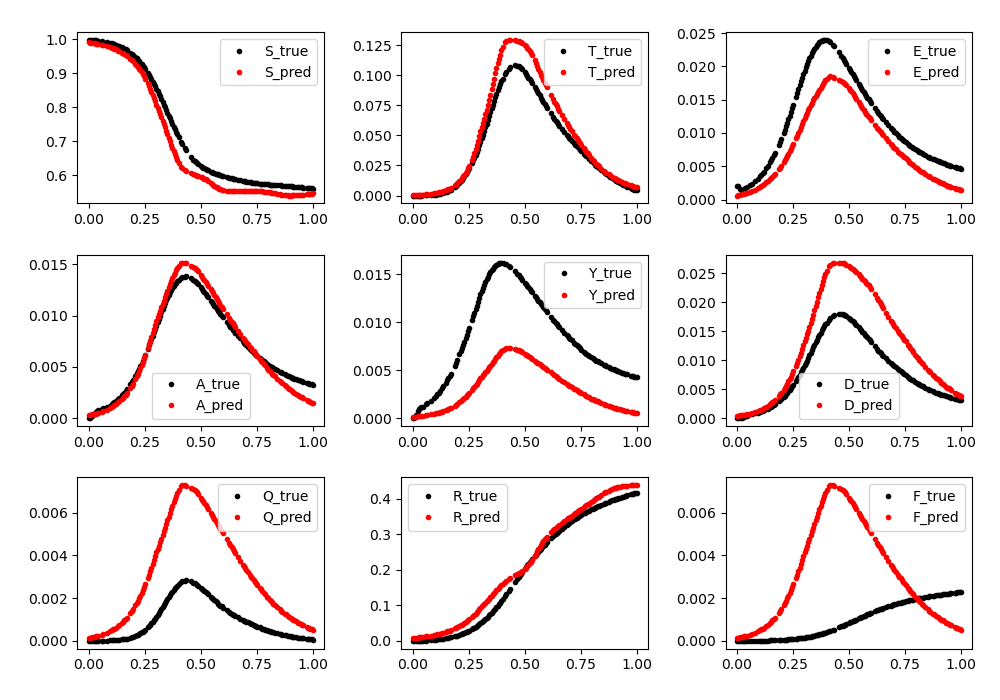 1.0
0.9
0.8
0.7
0.6
S_true
S_pred
0.00 0.25 0.50 0.75 1.00
0.125
0.100
0.075
0.050
0.025
0.000
T_true
T_pred
0.00 0.25 0.50 0.75 1.00
0.025
0.020
0.015
0.010
0.005
0.000
E_true
E_pred
0.00 0.25 0.50 0.75 1.00
0.015
0.010
0.005
0.000
A_true
A_pred
0.00 0.25 0.50 0.75 1.00
0.015
0.010
0.005
0.000
Y_true
Y_pred
0.00 0.25 0.50 0.75 1.00
0.025
0.020
0.015
0.010
0.005
0.000
D_true
D_pred
0.00 0.25 0.50 0.75 1.00
0.006
0.004
0.002
0.000
Q_true
Q_pred
0.00 0.25 0.50 0.75 1.00
0.4
0.3
0.2
0.1
0.0
R_true
R_pred
0.00 0.25 0.50 0.75 1.00
0.006
0.004
0.002
0.000
F_true
F_pred
0.00 0.25 0.50 0.75 1.00